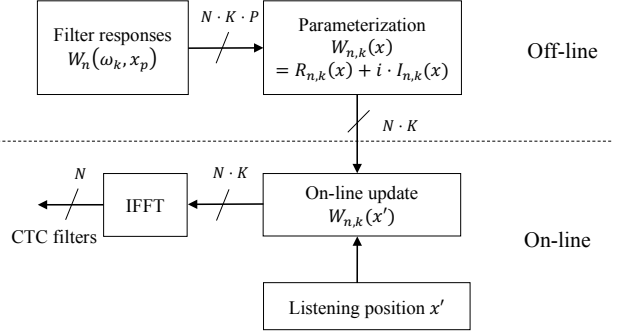 Filter responses
W_n(ω_k, x_p)
N · K · P
Parameterization
W_{n,k}(x)
= R_{n,k}(x) + i · I_{n,k}(x)
Off-line
N · K
N
CTC filters
IFFT
N · K
On-line update
W_{n,k}(x′)
On-line
Listening position x′